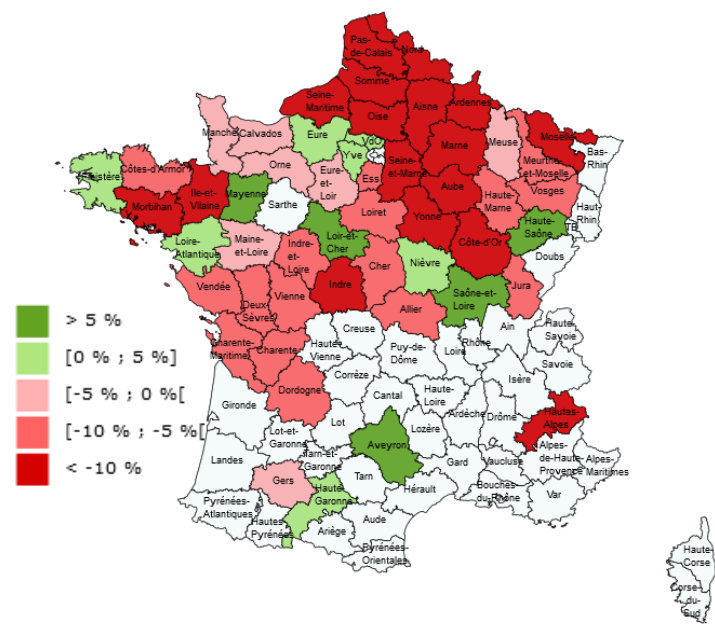 Pas-
de-Calais
Nord
Somme
Seine-
Maritime
Oise
Aisne
Ardennes
Manche
Calvados
Eure
VdO
Yve
Seine-
et-Marne
Marne
Meuse
Moselle
Bas-
Rhin
Meurthe-
et-Moselle
Orne
Eure-
et-
Loir
Ess
Aube
Haute-
Marne
Vosges
Haut-
Rhin
Finistère
Côtes-d'Armor
Morbihan
Ile-et-
Vilaine
Mayenne
Sarthe
Loiret
Yonne
Côte-d'Or
Haute-
Saône
TB
Doubs
Loire-
Atlantique
Maine-
et-Loire
Indre-
et-
Loire
Loir-et-
Cher
Cher
Nièvre
Vendée
Deux-
Sèvres
Vienne
Indre
Allier
Saône-et-
Loire
Jura
Charente-
Maritime
Charente
Haute-
Vienne
Creuse
Puy-de-
Dôme
Loire
Rhône
Ain
Haute-
Savoie
Savoie
Isère
Dordogne
Corrèze
Cantal
Haute-
Loire
Ardèche
Drôme
Hautes-
Alpes
Gironde
Lot-et-
Garonne
Lot
Aveyron
Lozère
Gard
Vaucluse
Alpes-
de-Haute-
Provence
Alpes-
Maritimes
Landes
Tarn-et-
Garonne
Tarn
Hérault
Bouches-
du-Rhône
Var
Gers
Haute-
Garonne
Pyrénées-
Atlantiques
Hautes-
Pyrénées
Ariège
Aude
Pyrénées-
Orientales
Haute-
Corse
Corse-
du-
Sud
> 5 %
[0 % ; 5 %]
[-5 % ; 0 %[
[-10 % ; -5 %[
< -10 %